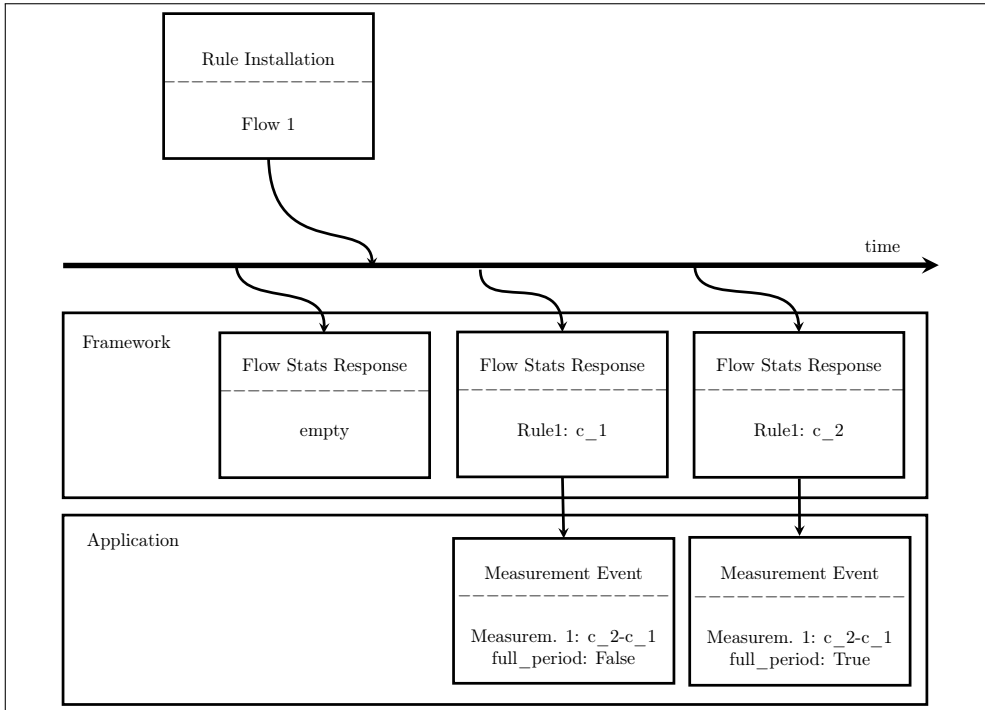 Rule Installation
Flow 1
time
Framework
Flow Stats Response
empty
Flow Stats Response
Rule1: c_1
Flow Stats Response
Rule1: c_2
Application
Measurement Event
Measurem. 1: c_2-c_1
full_period: False
Measurement Event
Measurem. 1: c_2-c_1
full_period: True